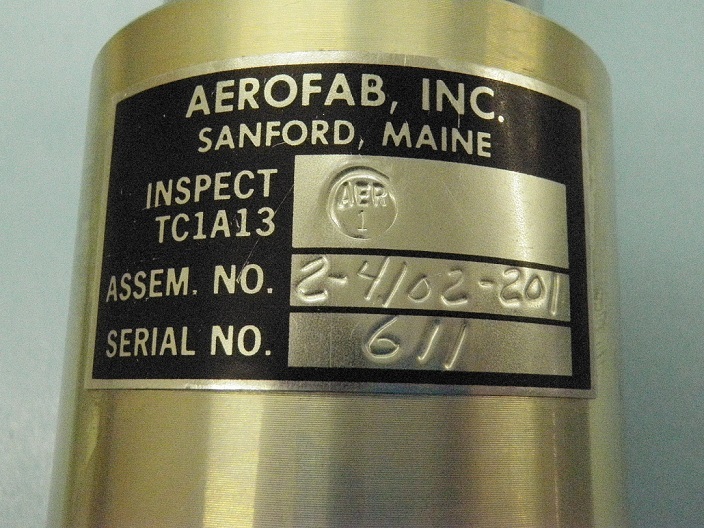 AEROFAB, INC.
SANFORD, MAINE
INSPECT
TC1A13
AER
1
ASSEM. NO. 2-4102-201
SERIAL NO. 611